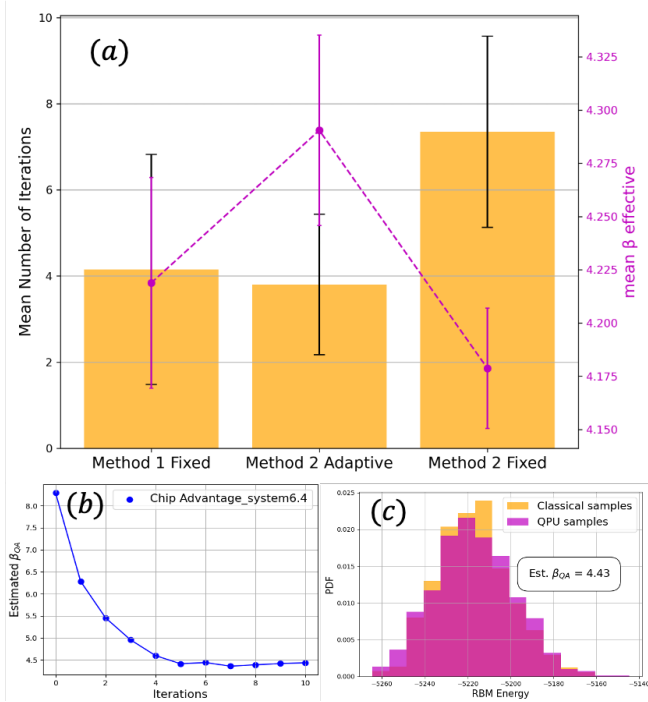 (a)
Mean Number of Iterations
10
8
6
4
2
0
4.325
4.300
4.275
4.250
4.225
4.200
4.175
4.150
mean β effective
Method 1 Fixed Method 2 Adaptive Method 2 Fixed
(b)
Chip Advantage_system6.4
Estimated β_QA
8.0
7.5
7.0
6.5
6.0
5.5
5.0
4.5
0 2 4 6 8 10
Iterations
(c)
Classical samples
QPU samples
Est. β_QA = 4.43
PDF
0.025
0.020
0.015
0.010
0.005
0.000
−5260 −5240 −5220 −5200 −5180 −5160 −5140
RBM Energy